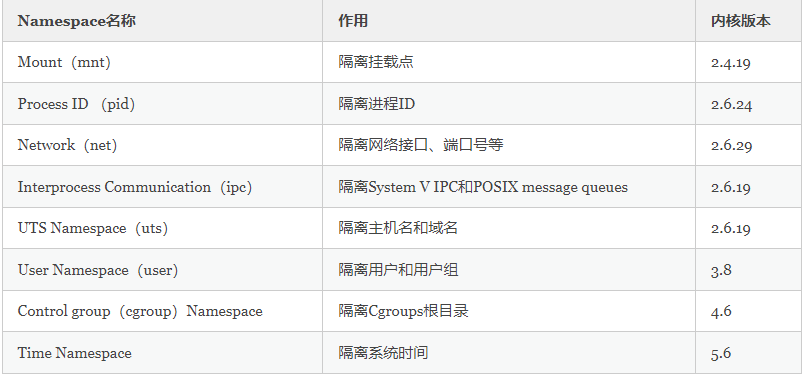 Namespace名称 作用 内核版本
Mount（mnt） 隔离挂载点 2.4.19
Process ID （pid） 隔离进程ID 2.6.24
Network（net） 隔离网络接口、端口号等 2.6.29
Interprocess Communication（ipc） 隔离System V IPC和POSIX message queues 2.6.19
UTS Namespace（uts） 隔离主机名和域名 2.6.19
User Namespace（user） 隔离用户和用户组 3.8
Control group（cgroup）Namespace 隔离Cgroups根目录 4.6
Time Namespace 隔离系统时间 5.6